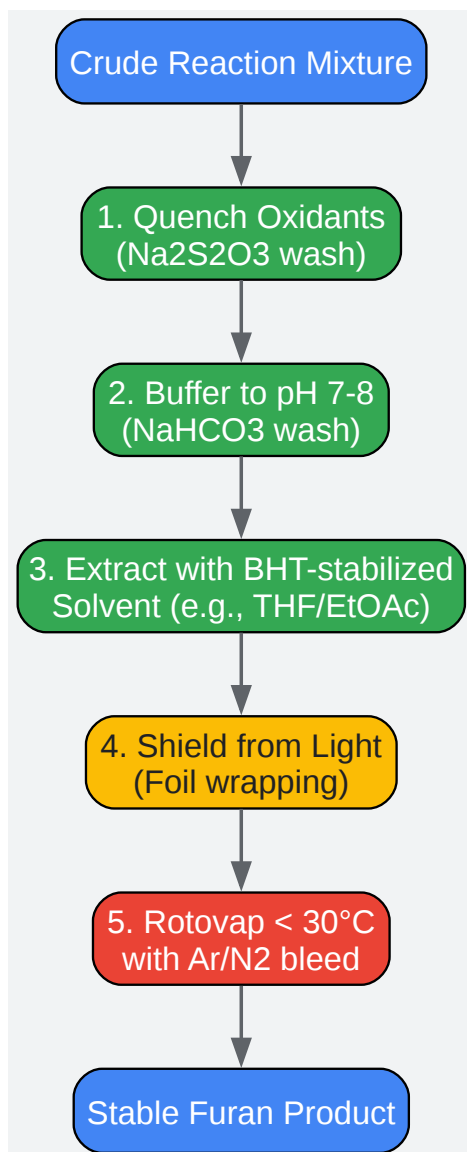 Crude Reaction Mixture
1. Quench Oxidants
(Na2S2O3 wash)
2. Buffer to pH 7-8
(NaHCO3 wash)
3. Extract with BHT-stabilized
Solvent (e.g., THF/EtOAc)
4. Shield from Light
(Foil wrapping)
5. Rotovap < 30°C
with Ar/N2 bleed
Stable Furan Product